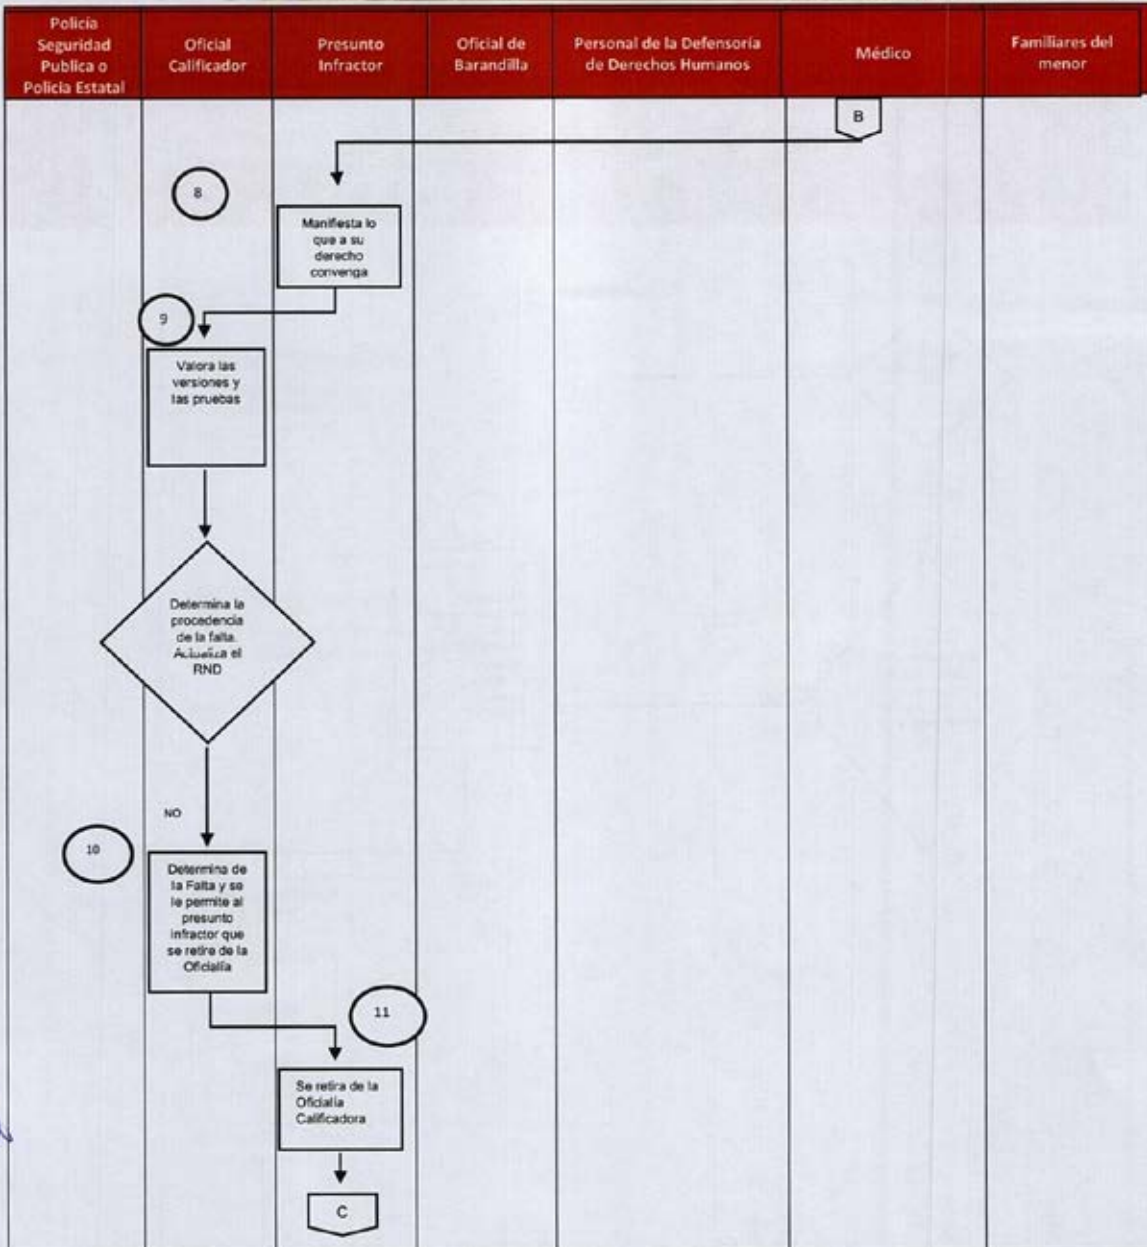 Policía
Seguridad
Publica o
Policia Estatal
Oficial
Calificador
Presunto
Infractor
Oficial de
Barandilla
Personal de la Defensoría
de Derechos Humanos
Médico
Familiares del
menor
B
8
Manifiesta lo
que a su
derecho
convenga
9
Valora las
versiones y
las pruebas
Determina la
procedencia
de la falta.
Actualiza el
RND
NO
10
Determina de
la Falta y se
le permite al
presunto
infractor que
se retire de la
Oficialía
11
Se retira de la
Oficialía
Calificadora
C